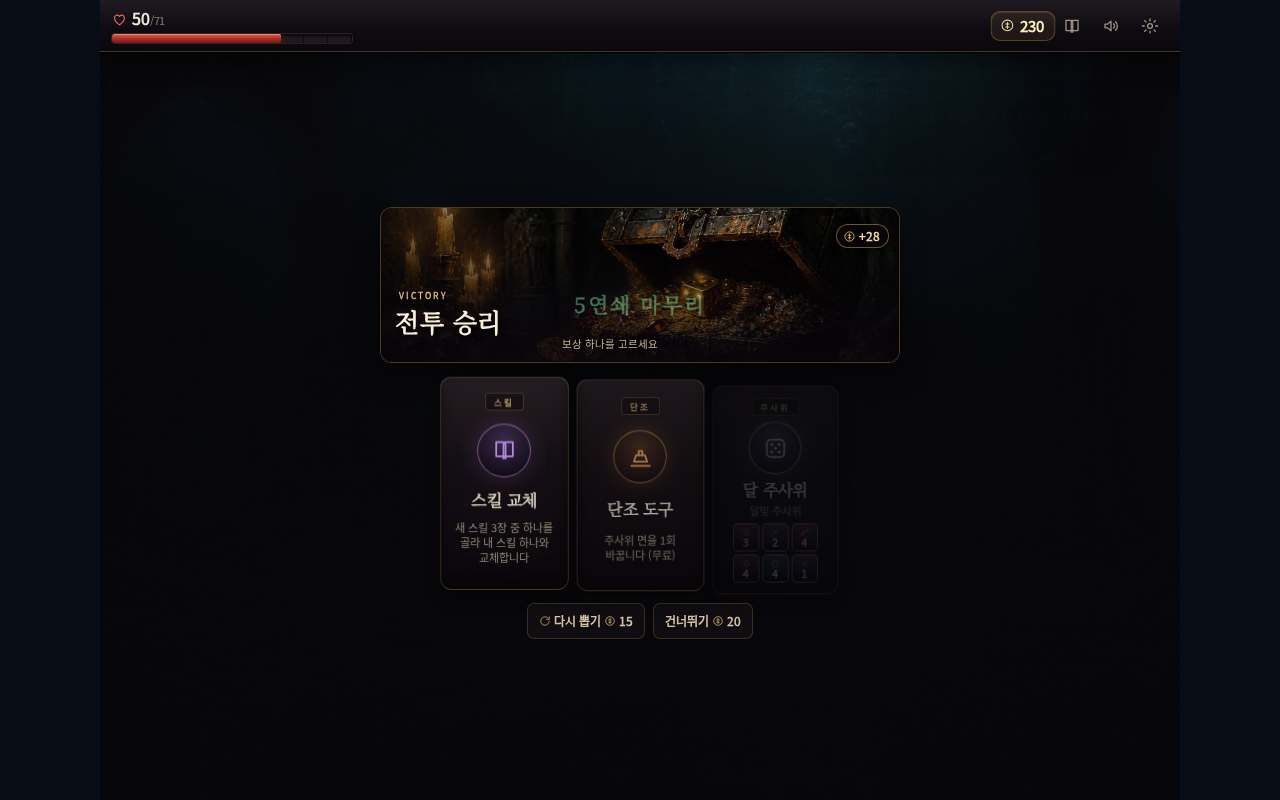 50/71
230
+28
VICTORY
5연쇄 마무리
전투 승리
보상 하나를 고르세요
스킬
단조
주사위
스킬 교체
단조 도구
달 주사위
달빛 주사위
새 스킬 3장 중 하나를
골라 내 스킬 하나와
교체합니다
주사위 면을 1회
바꿉니다 (무료)
3 2 4
4 4 1
다시 뽑기 15
건너뛰기 20